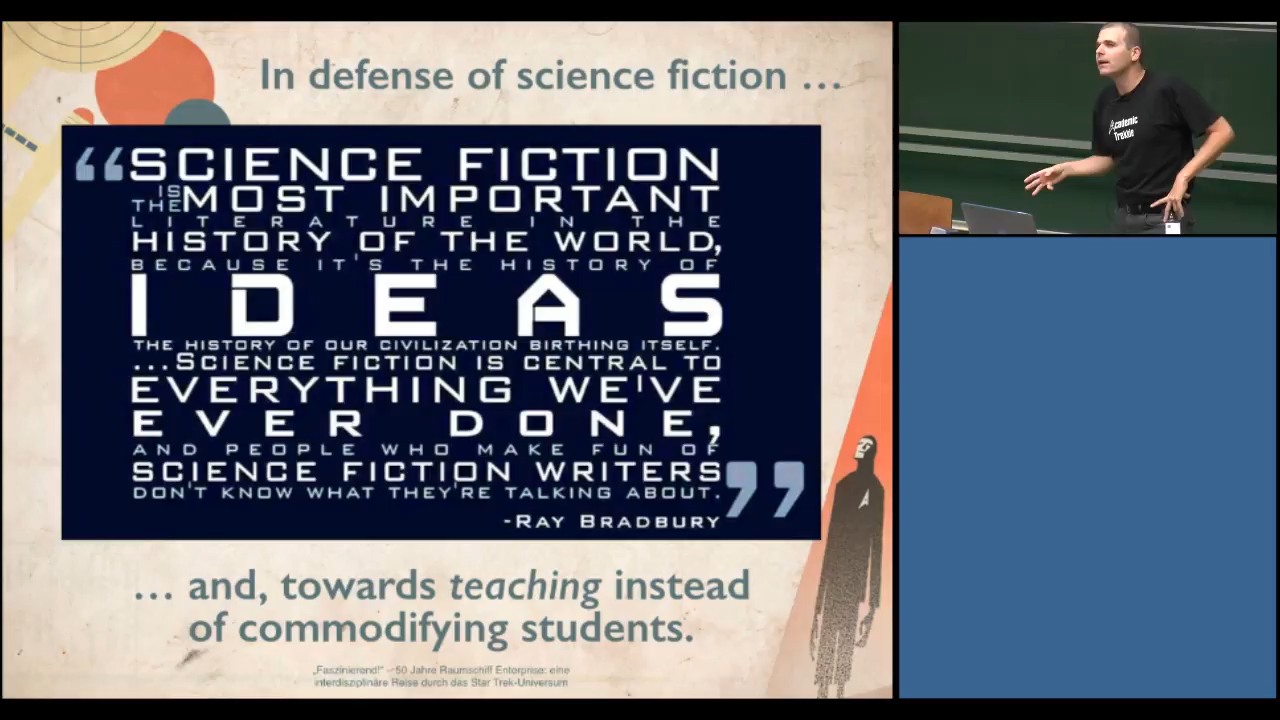 In defense of science fiction …
“SCIENCE FICTION
IS
THE MOST IMPORTANT
LITERATURE IN THE
HISTORY OF THE WORLD,
BECAUSE IT'S THE HISTORY OF
IDEAS
THE HISTORY OF OUR CIVILIZATION BIRTHING ITSELF.
...SCIENCE FICTION IS CENTRAL TO
EVERYTHING WE'VE
EVER DONE,
AND PEOPLE WHO MAKE FUN OF
SCIENCE FICTION WRITERS
DON'T KNOW WHAT THEY'RE TALKING ABOUT.”
-RAY BRADBURY
… and, towards teaching instead
of commodifying students.
„Faszinierend!" – 50 Jahre Raumschiff Enterprise: eine
interdisziplinäre Reise durch das Star Trek-Universum
Academic
Trekkie